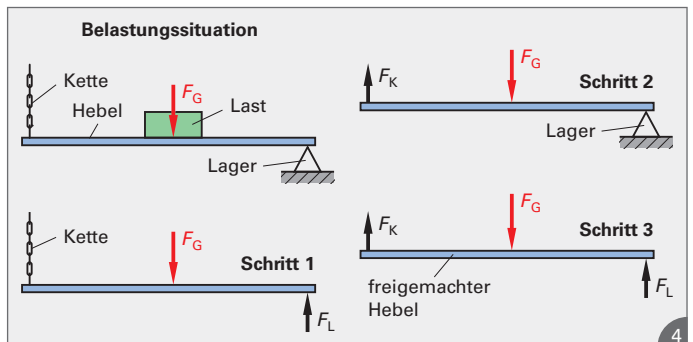 Belastungssituation
Kette
Hebel
F_G
Last
Lager
Kette
F_G
Schritt 1
F_L
F_K
F_G
Schritt 2
Lager
F_K
F_G
Schritt 3
freigemachter
Hebel
F_L
4